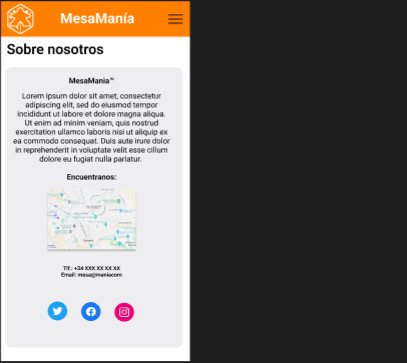 MesaManía
Sobre nosotros
MesaMania™
Lorem ipsum dolor sit amet, consectetur
adipiscing elit, sed do eiusmod tempor
incididunt ut labore et dolore magna aliqua.
Ut enim ad minim veniam, quis nostrud
exercitation ullamco laboris nisi ut aliquip ex
ea commodo consequat. Duis aute irure dolor
in reprehenderit in voluptate velit esse cillum
dolore eu fugiat nulla pariatur.
Encuentranos:
Tlf.: +34 XXX XX XX XX
Email: mesa@maniacom